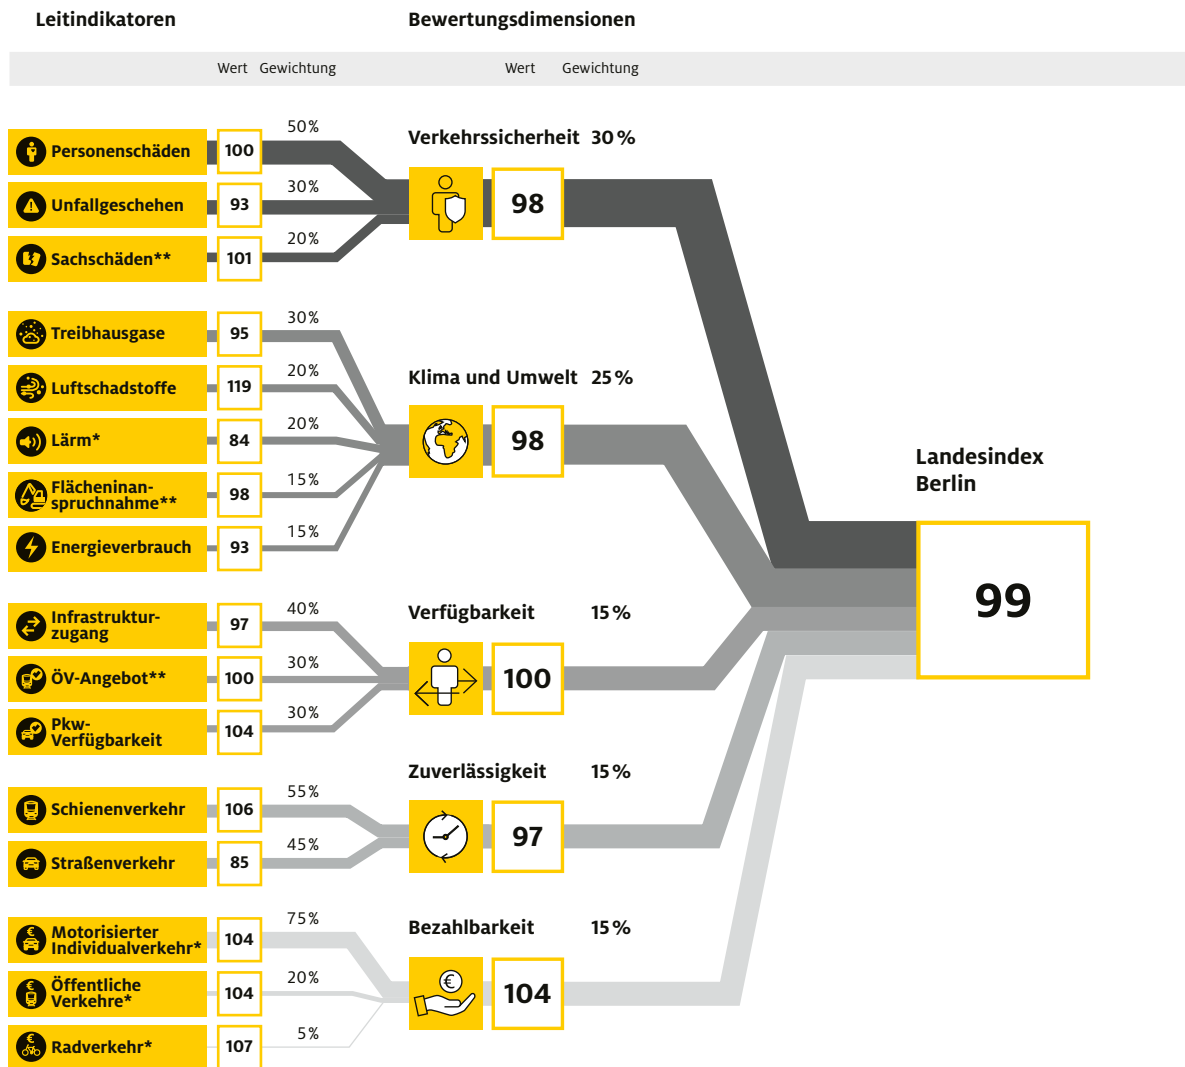 Leitindikatoren
Bewertungsdimensionen
Wert Gewichtung
Wert Gewichtung
Personenschäden 100 50 %
Unfallgeschehen 93 30 %
Sachschäden** 101 20 %
Verkehrssicherheit 30 %
98
Treibhausgase 95 30 %
Luftschadstoffe 119 20 %
Lärm* 84 20 %
Flächeninan-
spruchnahme** 98 15 %
Energieverbrauch 93 15 %
Klima und Umwelt 25 %
98
Infrastruktur-
zugang 97 40 %
ÖV-Angebot** 100 30 %
Pkw-
Verfügbarkeit 104 30 %
Verfügbarkeit 15 %
100
Schienenverkehr 106 55 %
Straßenverkehr 85 45 %
Zuverlässigkeit 15 %
97
Motorisierter
Individualverkehr* 104 75 %
Öffentliche
Verkehre* 104 20 %
Radverkehr* 107 5 %
Bezahlbarkeit 15 %
€
104
Landesindex
Berlin
99